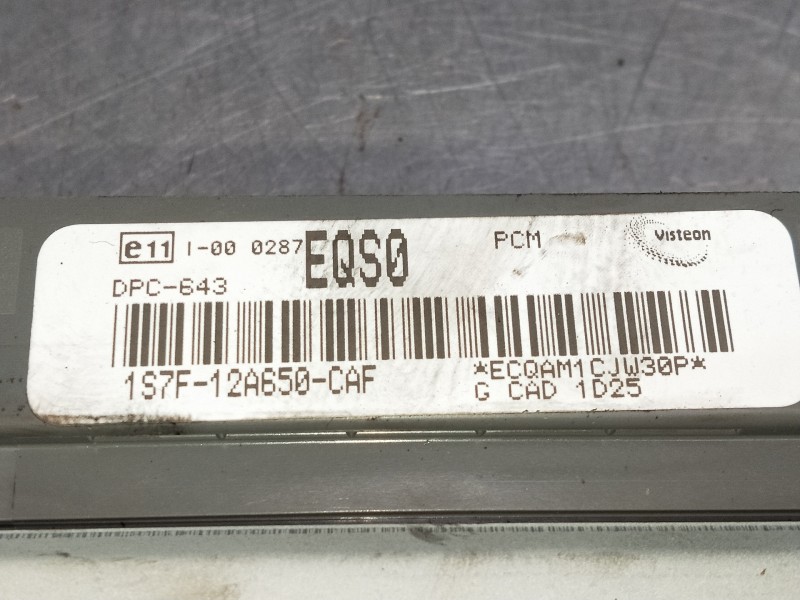 e11 I-00 0287 EQS0 PCM Visteon
DPC-643
1S7F-12A650-CAF *ECQAM1CJW30P*
G CAD 1D25